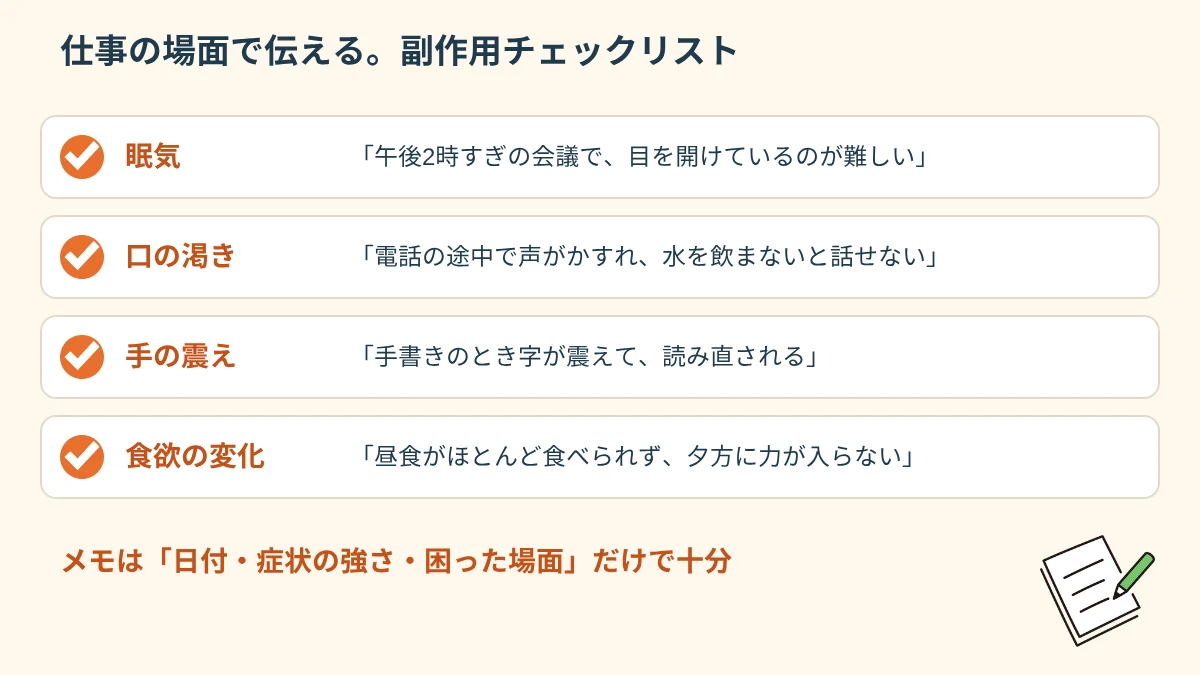 仕事の場面で伝える。副作用チェックリスト
眠気
「午後2時すぎの会議で、目を開けているのが難しい」
口の渇き
「電話の途中で声がかすれ、水を飲まないと話せない」
手の震え
「手書きのとき字が震えて、読み直される」
食欲の変化
「昼食がほとんど食べられず、夕方に力が入らない」
メモは「日付・症状の強さ・困った場面」だけで十分